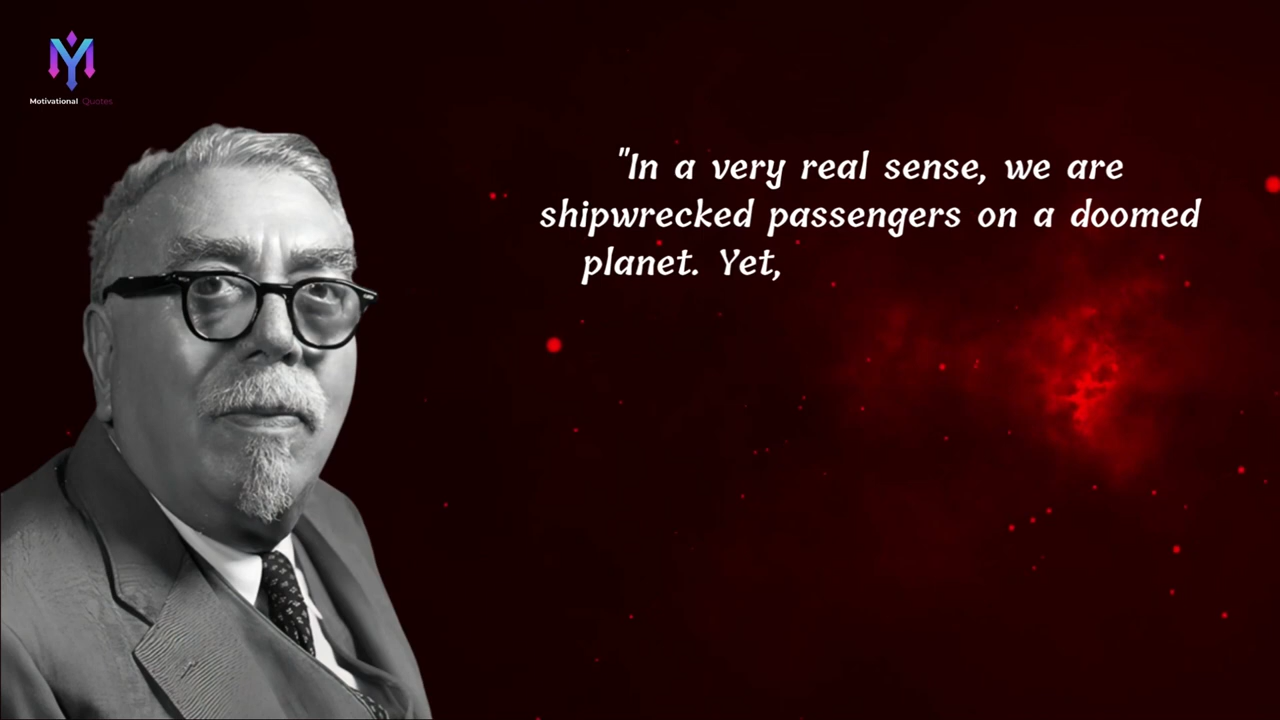 Motivational Quotes
"In a very real sense, we are
shipwrecked passengers on a doomed
planet. Yet,